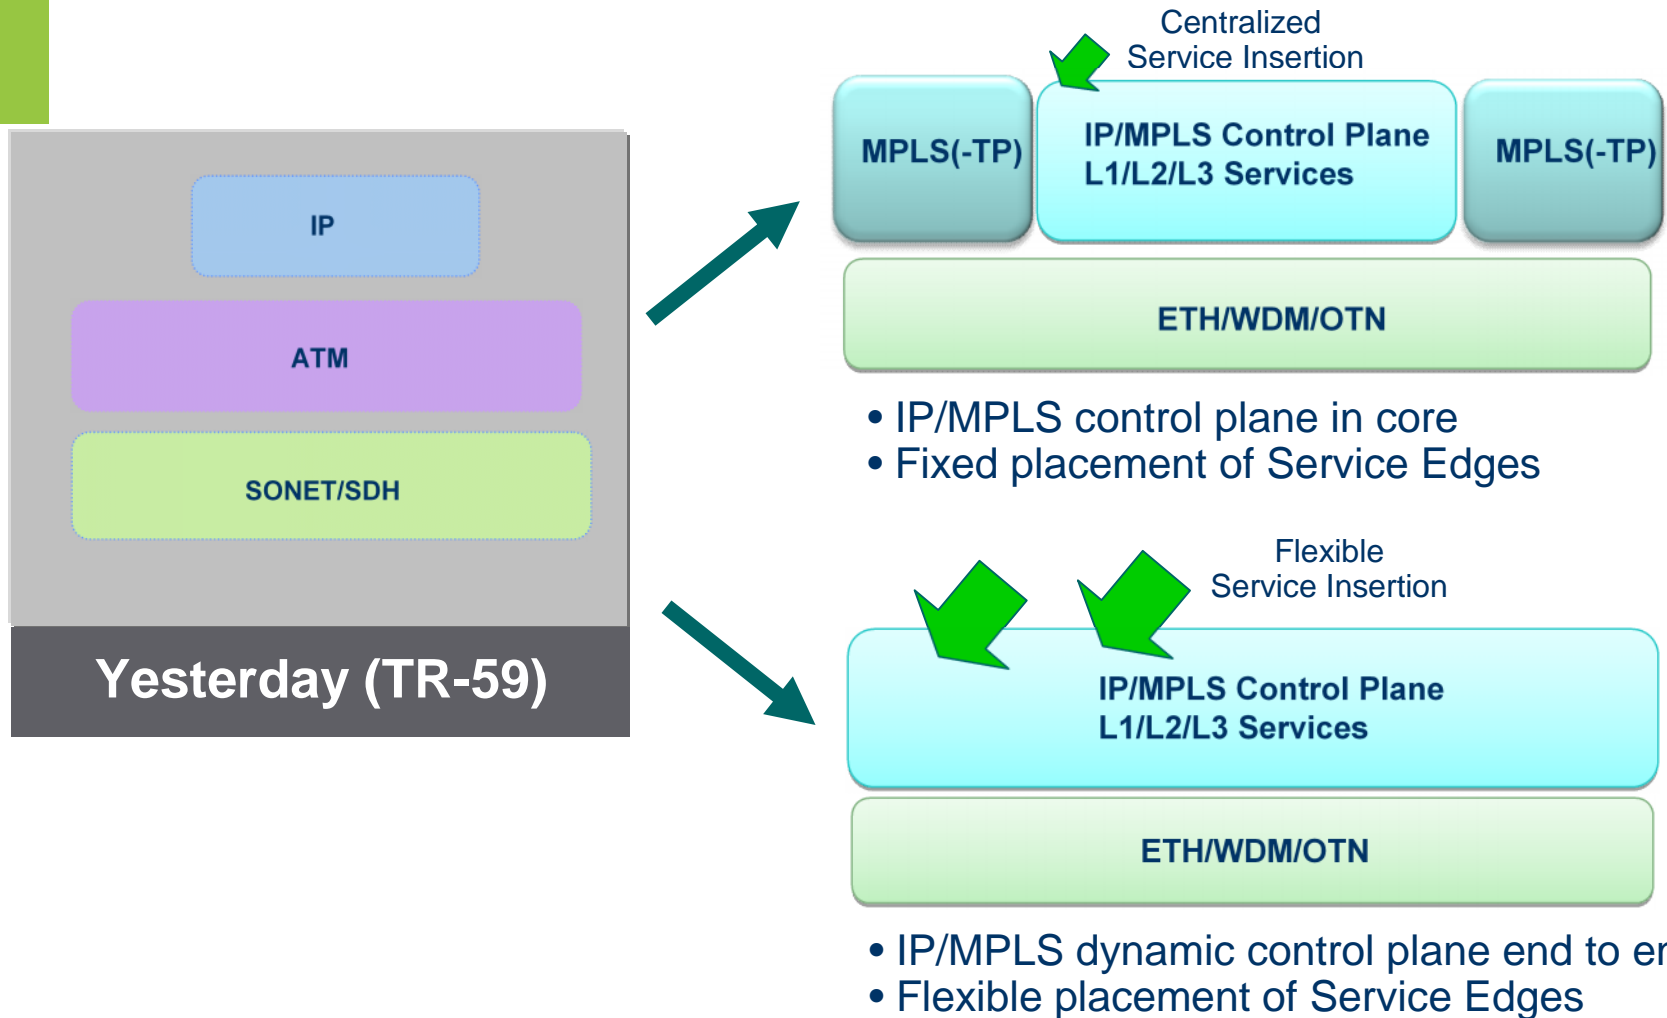 IP
ATM
SONET/SDH
Yesterday (TR-59)
Centralized
Service Insertion
MPLS(-TP)
IP/MPLS Control Plane
L1/L2/L3 Services
MPLS(-TP)
ETH/WDM/OTN
• IP/MPLS control plane in core
• Fixed placement of Service Edges
Flexible
Service Insertion
IP/MPLS Control Plane
L1/L2/L3 Services
ETH/WDM/OTN
• IP/MPLS dynamic control plane end to
• Flexible placement of Service Edges